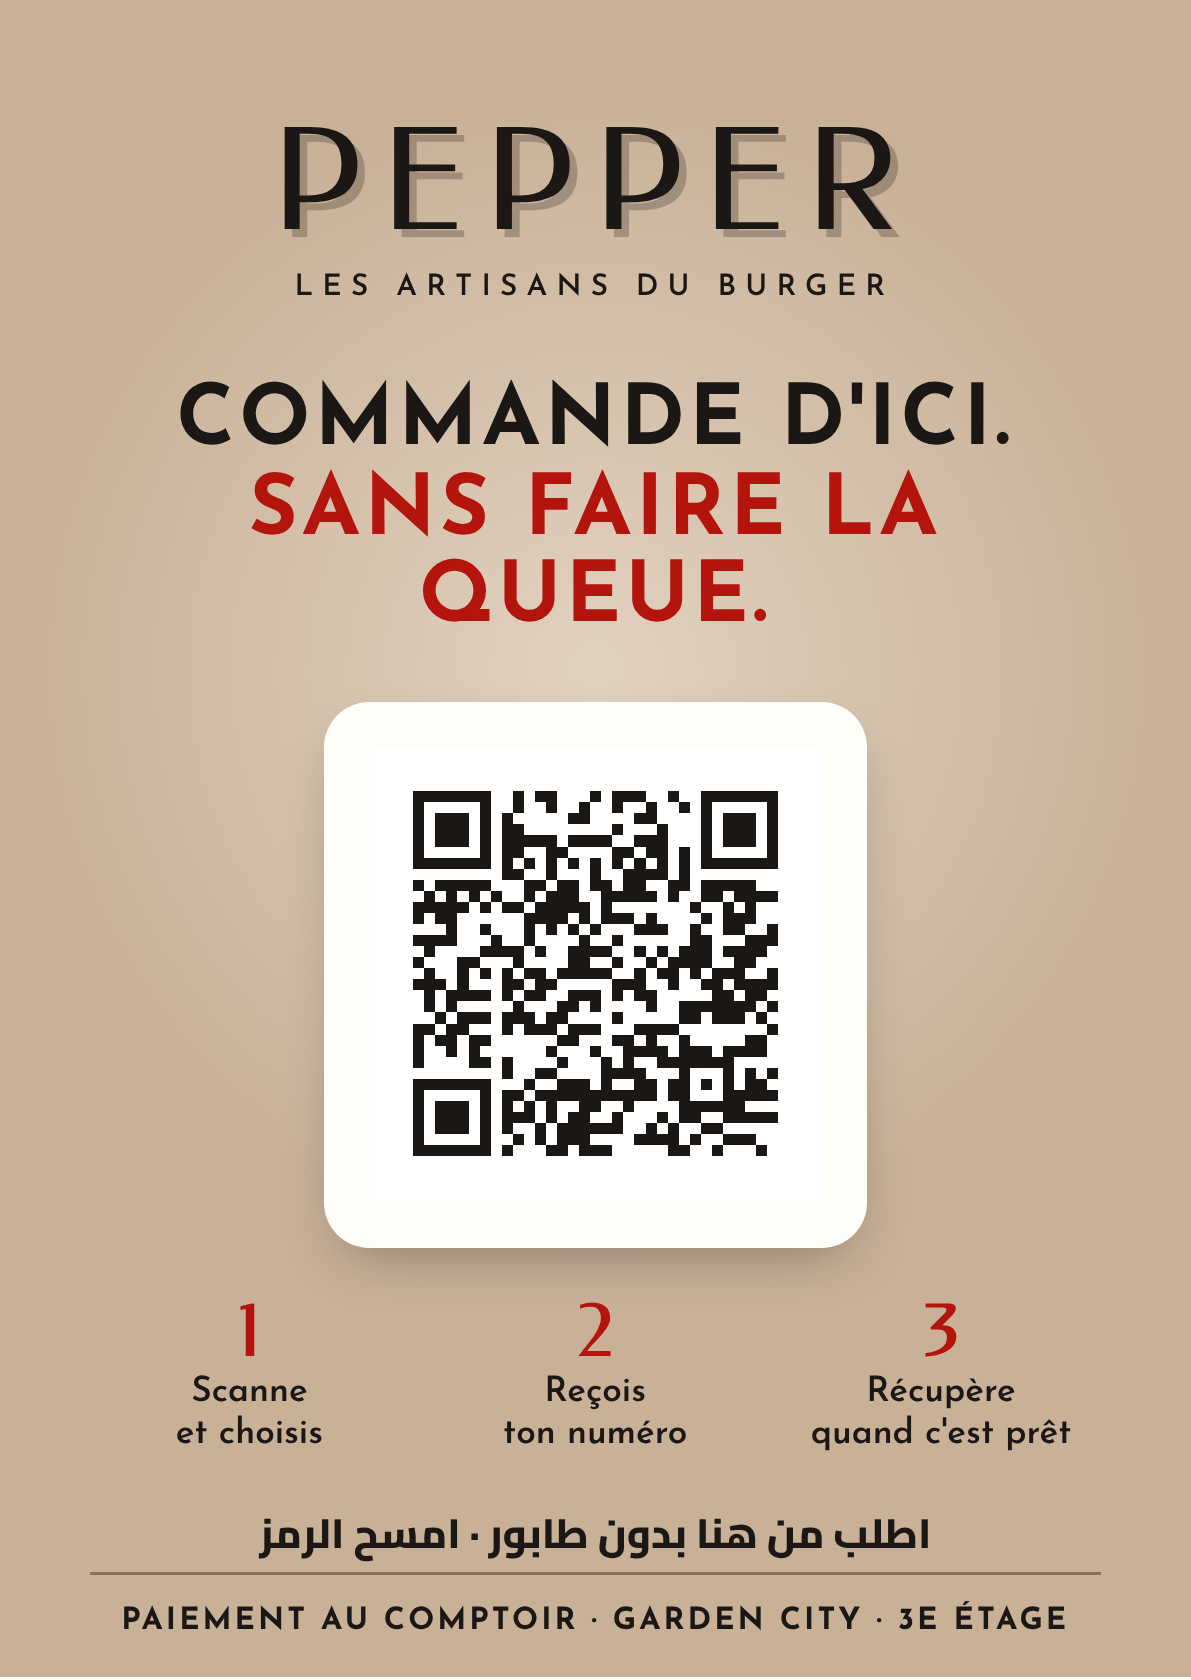 PEPPER
LES ARTISANS DU BURGER
COMMANDE D'ICI.
SANS FAIRE LA
QUEUE.
1
Scanne
et choisis
2
Reçois
ton numéro
3
Récupère
quand c'est prêt
اطلب من هنا بدون طابور · امسح الرمز
PAIEMENT AU COMPTOIR · GARDEN CITY · 3E ÉTAGE